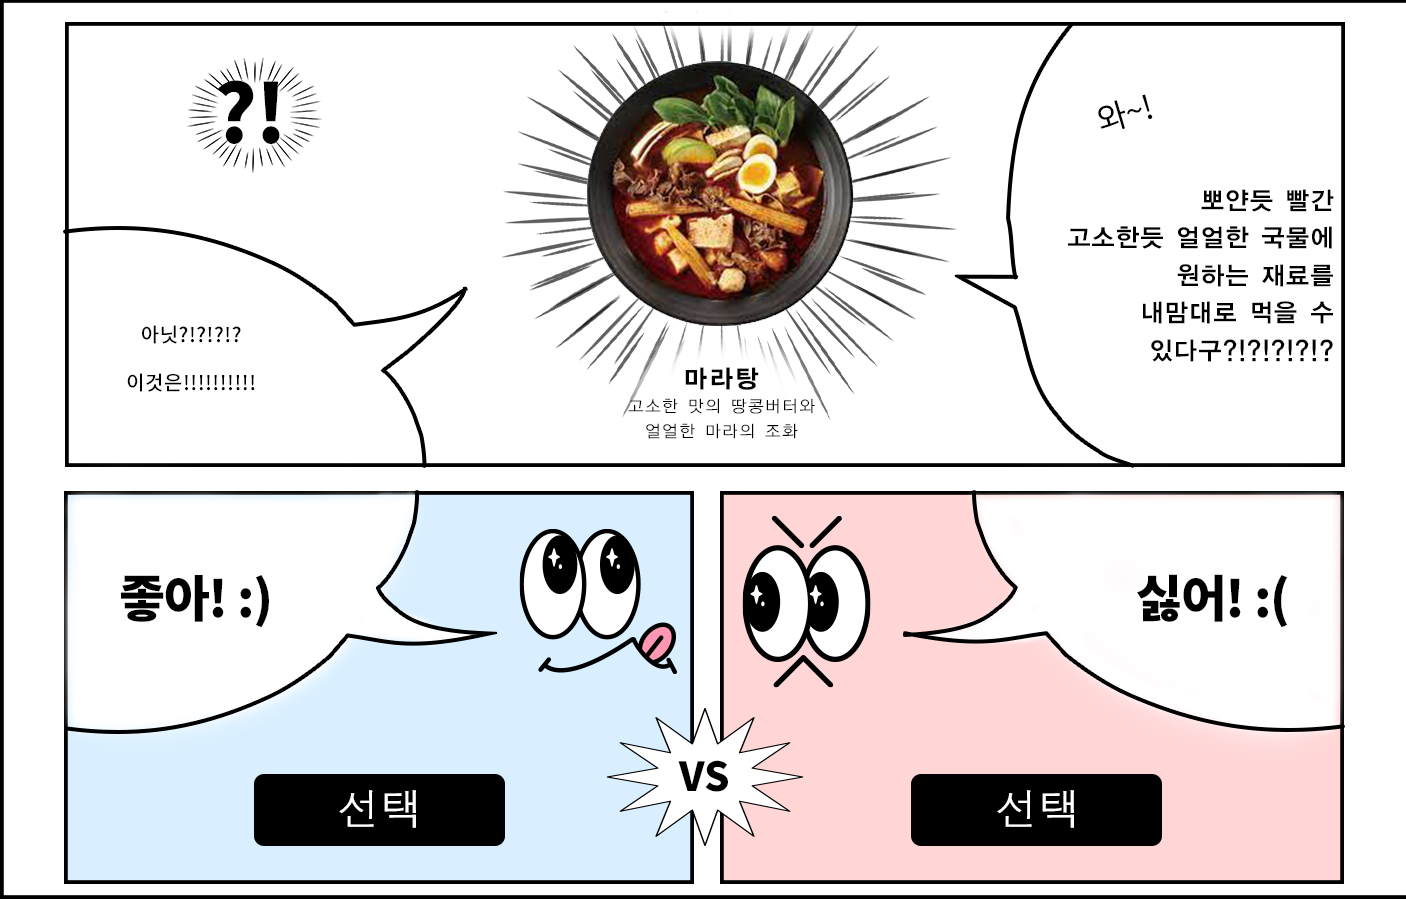 ?!
아닛?!?!?!?
이것은!!!!!!!!!!
마라탕
고소한 맛의 땅콩버터와
얼얼한 마라의 조화
와~!
뽀얀듯 빨간
고소한듯 얼얼한 국물에
원하는 재료를
내맘대로 먹을 수
있다구?!?!?!?!?
좋아! :)
싫어! :(
VS
선택
선택